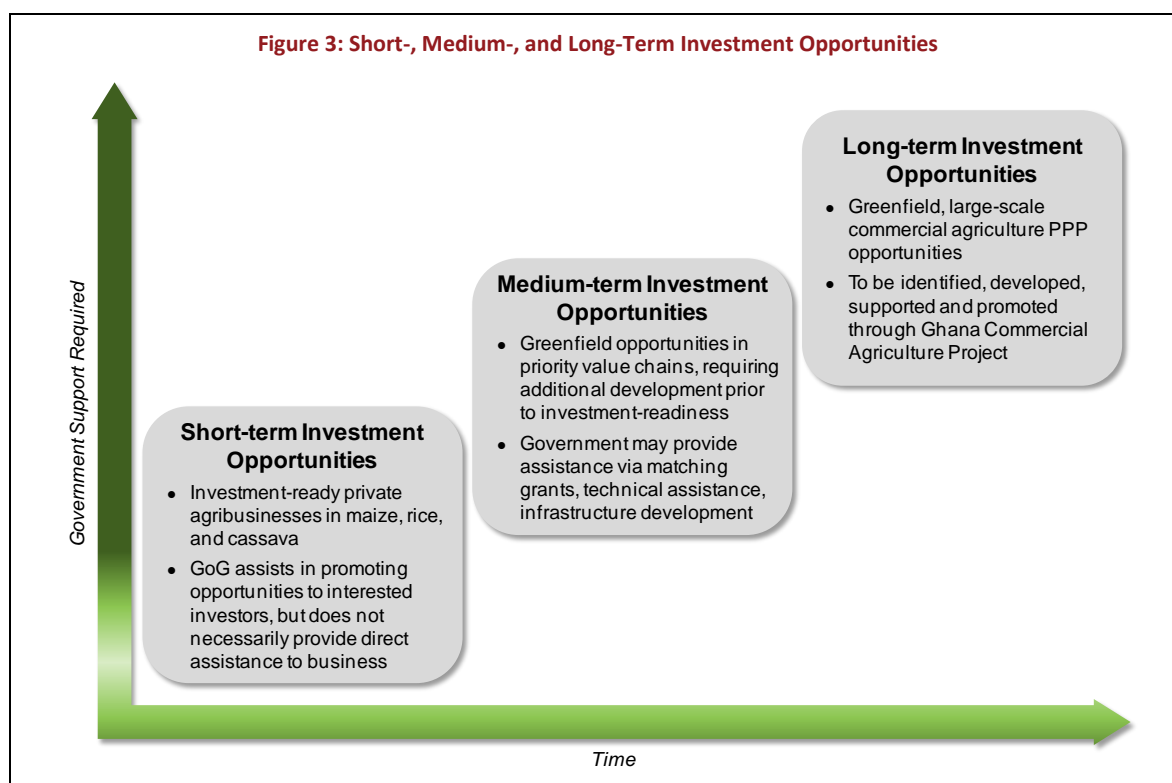 Figure 3: Short-, Medium-, and Long-Term Investment Opportunities
Government Support Required
Short-term Investment
Opportunities
• Investment-ready private
agribusinesses in maize, rice,
and cassava
• GoG assists in promoting
opportunities to interested
investors, but does not
necessarily provide direct
assistance to business
Medium-term Investment
Opportunities
• Greenfield opportunities in
priority value chains, requiring
additional development prior
to investment-readiness
• Government may provide
assistance via matching
grants, technical assistance,
infrastructure development
Long-term Investment
Opportunities
• Greenfield, large-scale
commercial agriculture PPP
opportunities
• To be identified, developed,
supported and promoted
through Ghana Commercial
Agriculture Project
Time